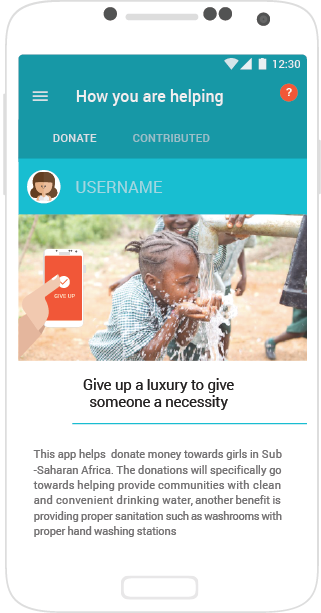 12:30
How you are helping
?
DONATE CONTRIBUTED
USERNAME
GIVE UP
Give up a luxury to give
someone a necessity
This app helps donate money towards girls in Sub
-Saharan Africa. The donations will specifically go
towards helping provide communities with clean
and convenient drinking water, another benefit is
providing proper sanitation such as washrooms with
proper hand washing stations